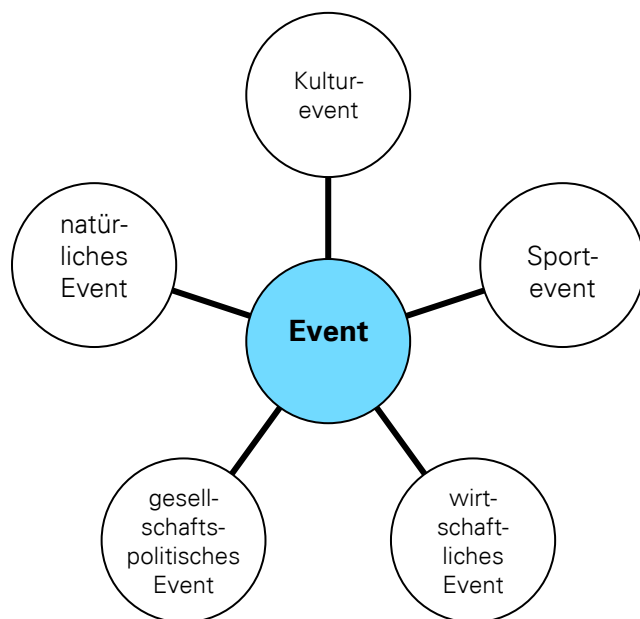 Kultur-
event
natür-
liches
Event
Sport-
event
Event
gesell-
schafts-
politisches
Event
wirt-
schaft-
liches
Event